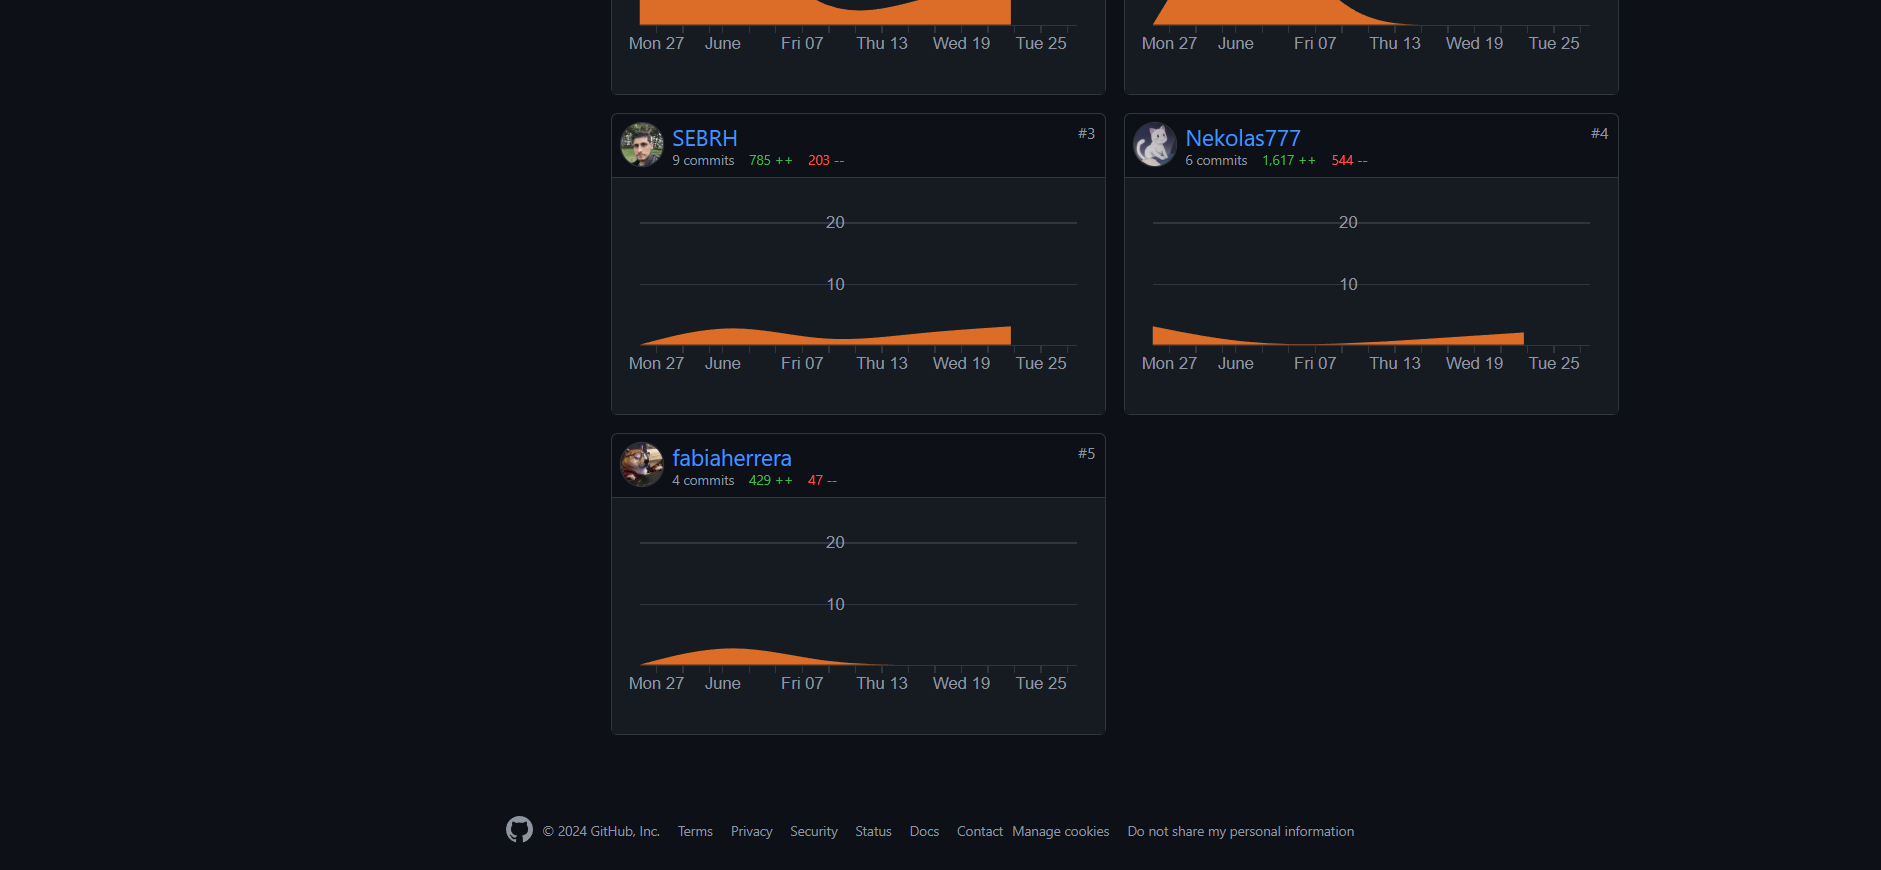 Mon 27 June Fri 07 Thu 13 Wed 19 Tue 25
Mon 27 June Fri 07 Thu 13 Wed 19 Tue 25
SEBRH #3
9 commits 785 ++ 203 --
20
10
Mon 27 June Fri 07 Thu 13 Wed 19 Tue 25
Nekolas777 #4
6 commits 1,617 ++ 544 --
20
10
Mon 27 June Fri 07 Thu 13 Wed 19 Tue 25
fabiaherrera #5
4 commits 429 ++ 47 --
20
10
Mon 27 June Fri 07 Thu 13 Wed 19 Tue 25
© 2024 GitHub, Inc. Terms Privacy Security Status Docs Contact Manage cookies Do not share my personal information